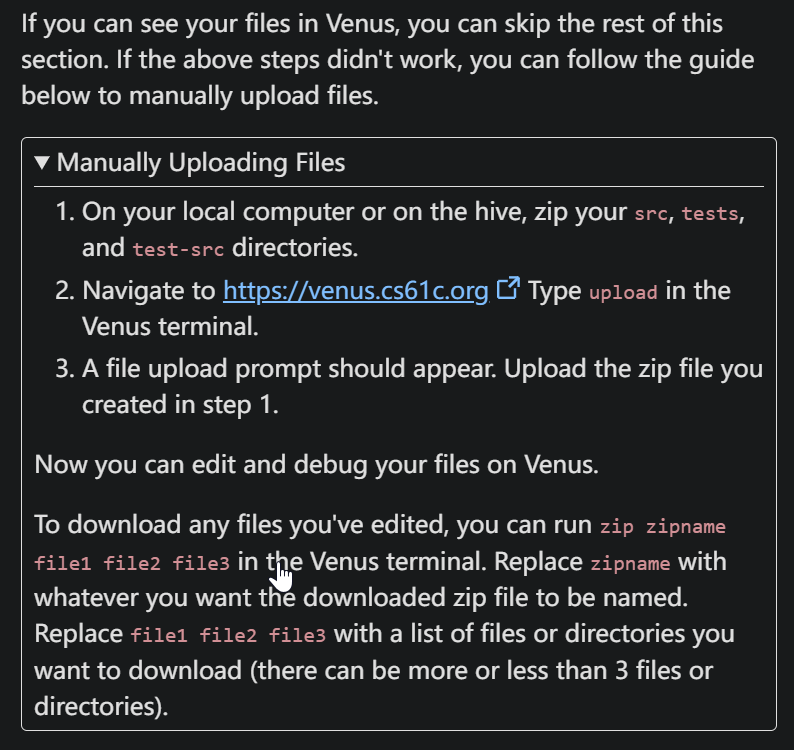 If you can see your files in Venus, you can skip the rest of this
section. If the above steps didn't work, you can follow the guide
below to manually upload files.
▼ Manually Uploading Files
1. On your local computer or on the hive, zip your src, tests,
and test-src directories.
2. Navigate to https://venus.cs61c.org Type upload in the
Venus terminal.
3. A file upload prompt should appear. Upload the zip file you
created in step 1.
Now you can edit and debug your files on Venus.
To download any files you've edited, you can run zip zipname
file1 file2 file3 in the Venus terminal. Replace zipname with
whatever you want the downloaded zip file to be named.
Replace file1 file2 file3 with a list of files or directories you
want to download (there can be more or less than 3 files or
directories).